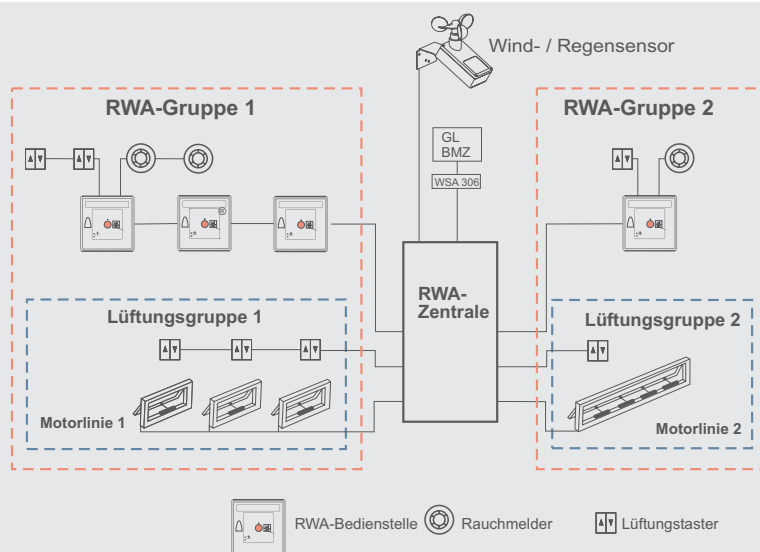 Wind- / Regensensor
RWA-Gruppe 1
RWA-Gruppe 2
GL
BMZ
WSA 306
RWA-
Zentrale
Lüftungsgruppe 1
Lüftungsgruppe 2
Motorlinie 1
Motorlinie 2
RWA-Bedienstelle
Rauchmelder
Lüftungstaster